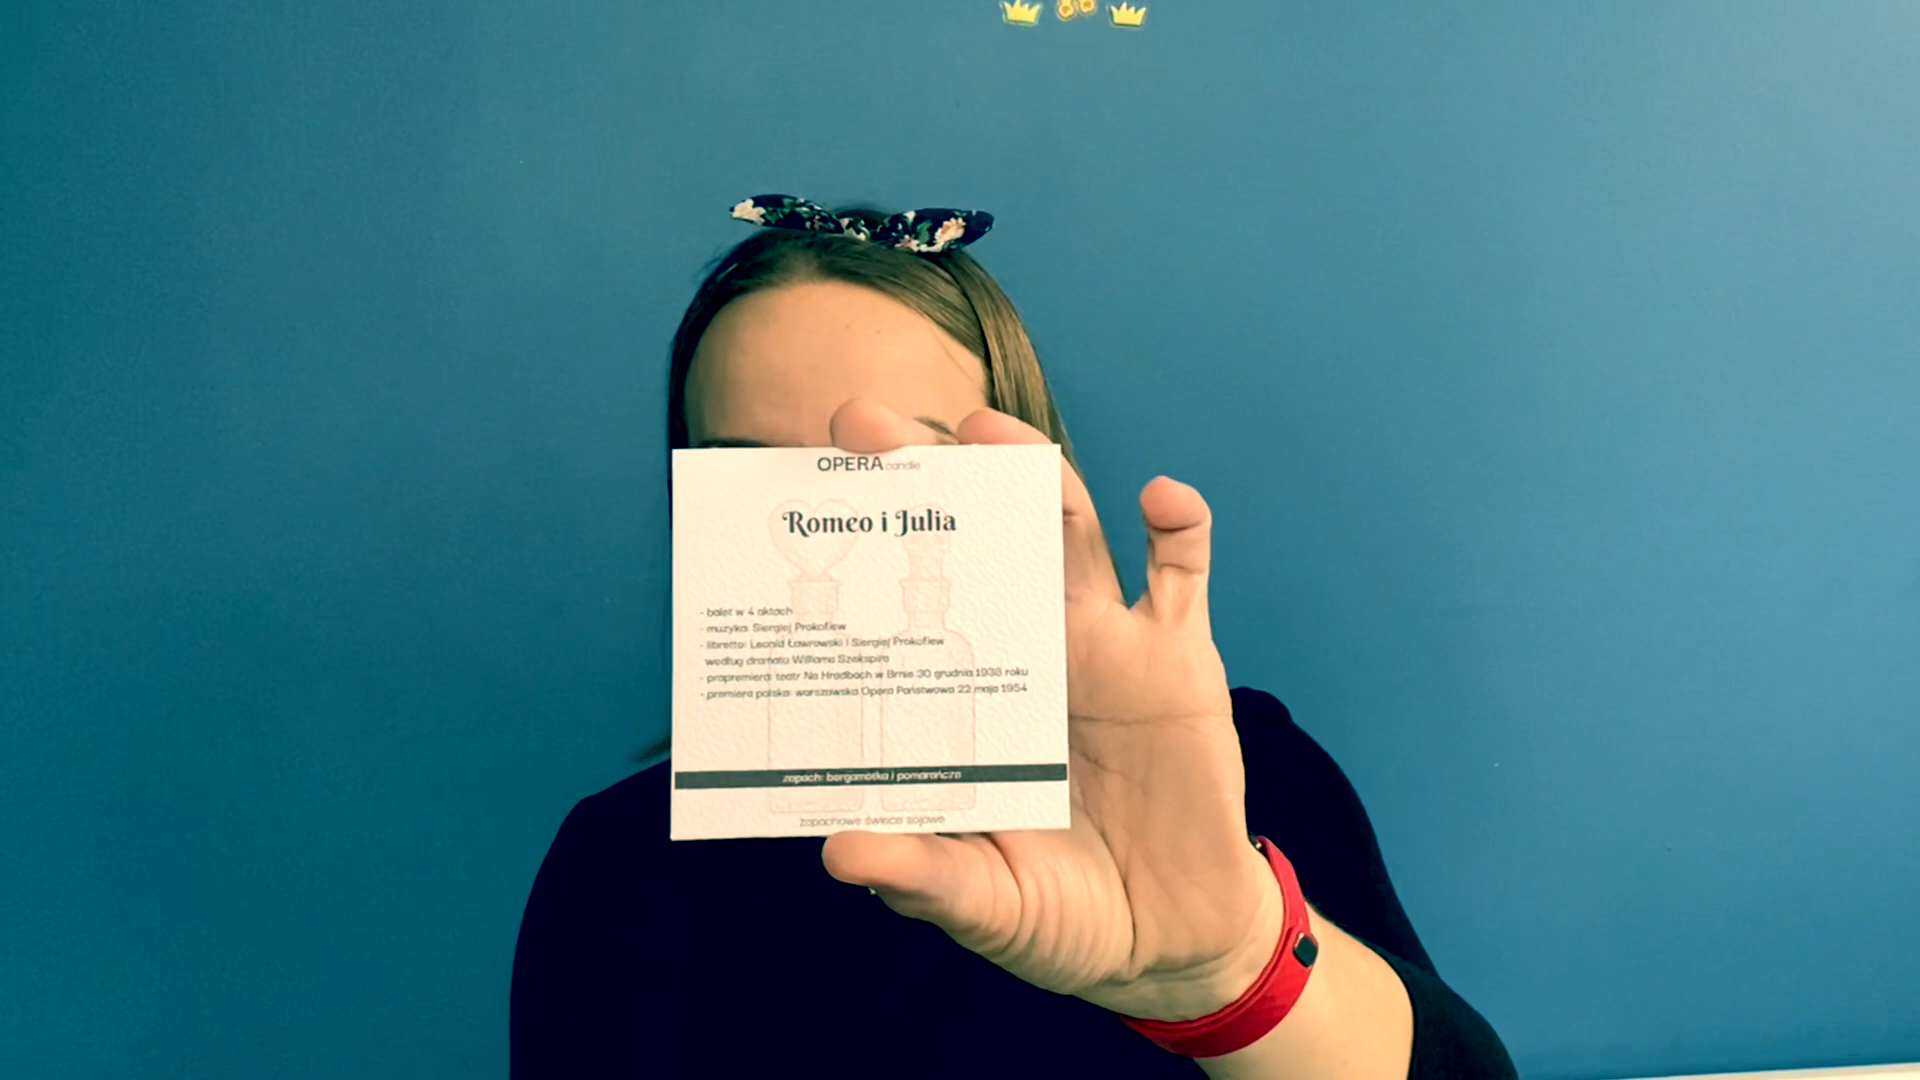 OPERA candle
Romeo i Julia
- balet w 4 aktach
- muzyka: Siergiej Prokofiew
- libretto: Leonid Ławrowski i Siergiej Prokofiew
według dramatu Williama Szekspira
- prapremiera: teatr Na Hradbach w Brnie 30 grudnia 1938 roku
- premiera polska: warszawska Opera Państwowa 22 maja 1954
zapach: bergamotka i pomarańcza
zapachowe świece sojowe